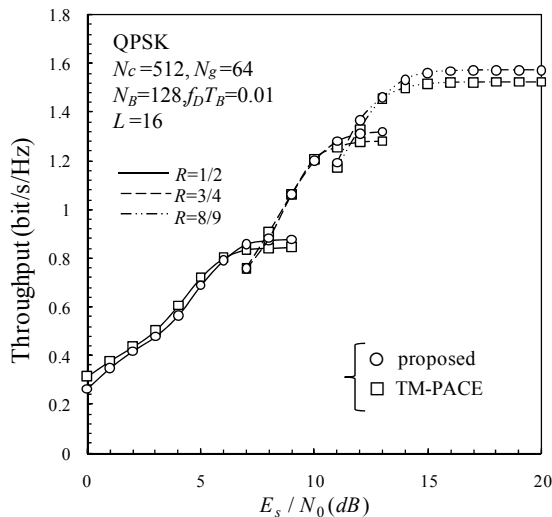 1.8
1.6
1.4
1.2
1
0.8
0.6
0.4
0.2
0
Throughput (bit/s/Hz)
QPSK
Nc =512, Ng=64
NB=128,fDTB=0.01
L=16
R=1/2
R=3/4
R=8/9
proposed
TM-PACE
0 5 10 15 20
Es / N0 (dB)